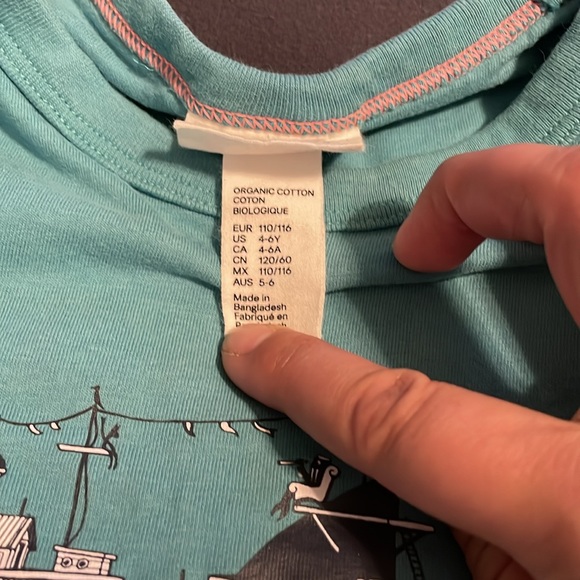 ORGANIC COTTON
COTON
BIOLOGIQUE
EUR 110/116
US 4-6Y
CA 4-6A
CN 120/60
MX 110/116
AUS 5-6
Made in
Bangladesh
Fabriqué en